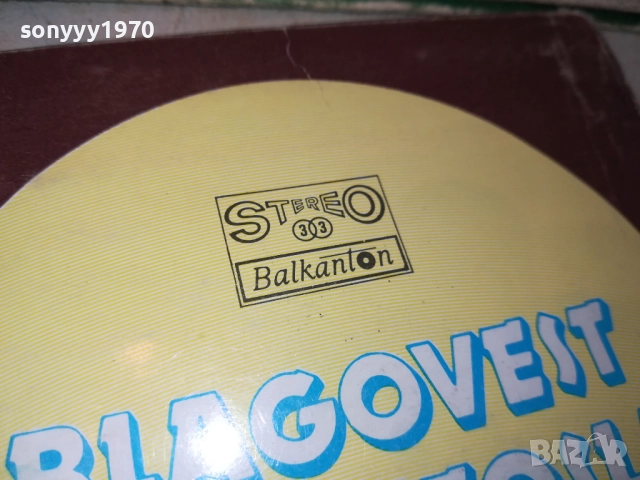 sonyyy1970
STEREO
33
Balkanton
BLAGOVEST
BAZAR